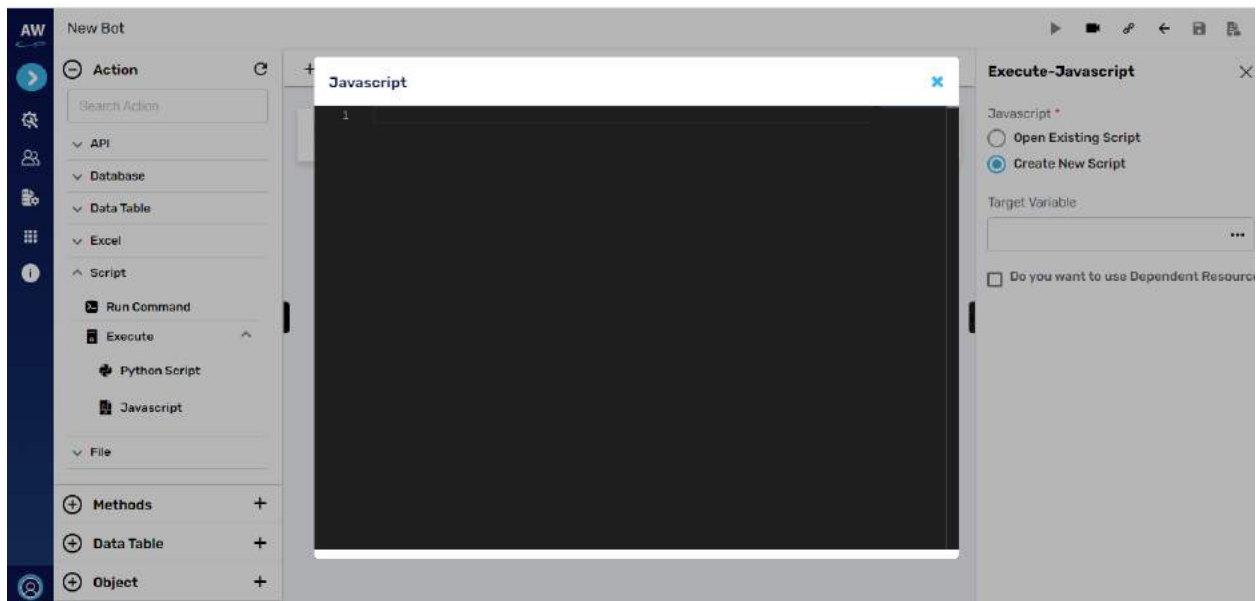 AW
New Bot
Action
Search Action
API
Database
Data Table
Excel
Script
Run Command
Execute
Python Script
Javascript
File
Methods
Data Table
Object
Javascript
1
Execute-Javascript
Javascript *
Open Existing Script
Create New Script
Target Variable
Do you want to use Dependent Resourc